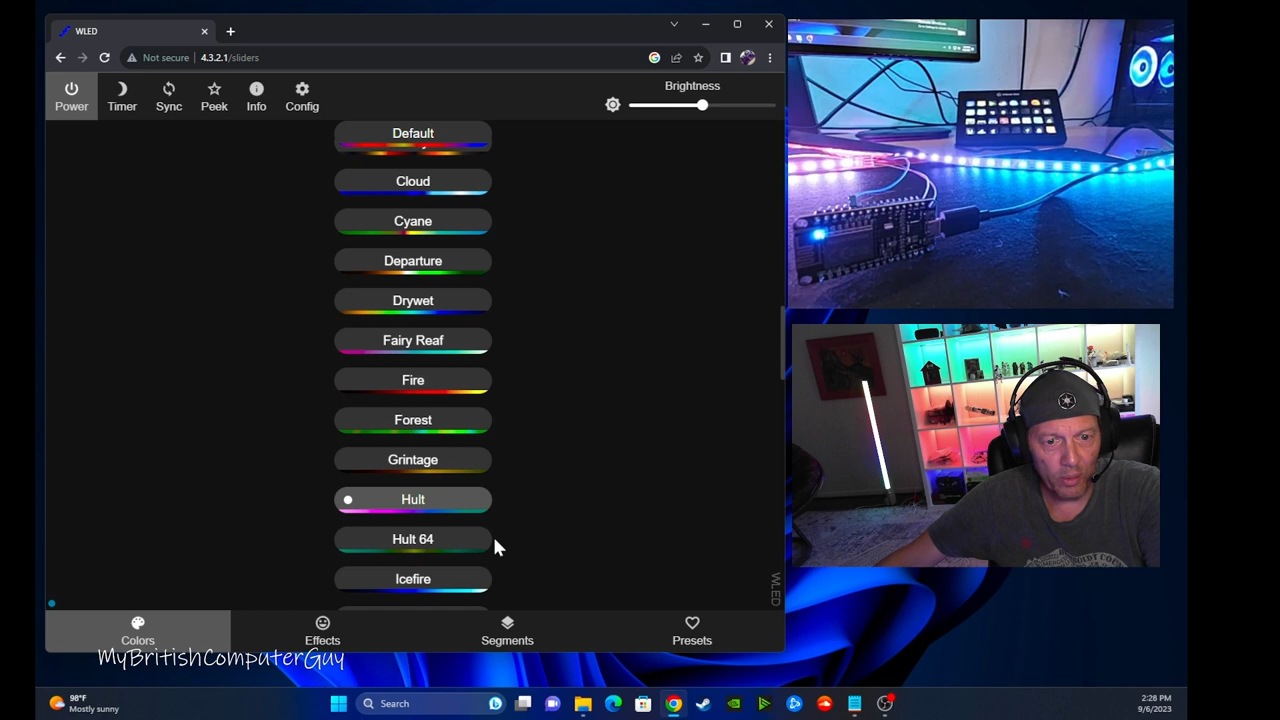 WLED
Not secure
4.3.2.1/sliders
Power
Timer
Sync
Peek
Info
Config
Brightness
Default
Cloud
Cyane
Departure
Drywet
Fairy Reaf
Fire
Forest
Grintage
Hult
Hult 64
Icefire
WLED
Colors
Effects
Segments
Presets
MyBritishComputerGuy
98°F
Mostly sunny
Search
2:28 PM
9/6/2023